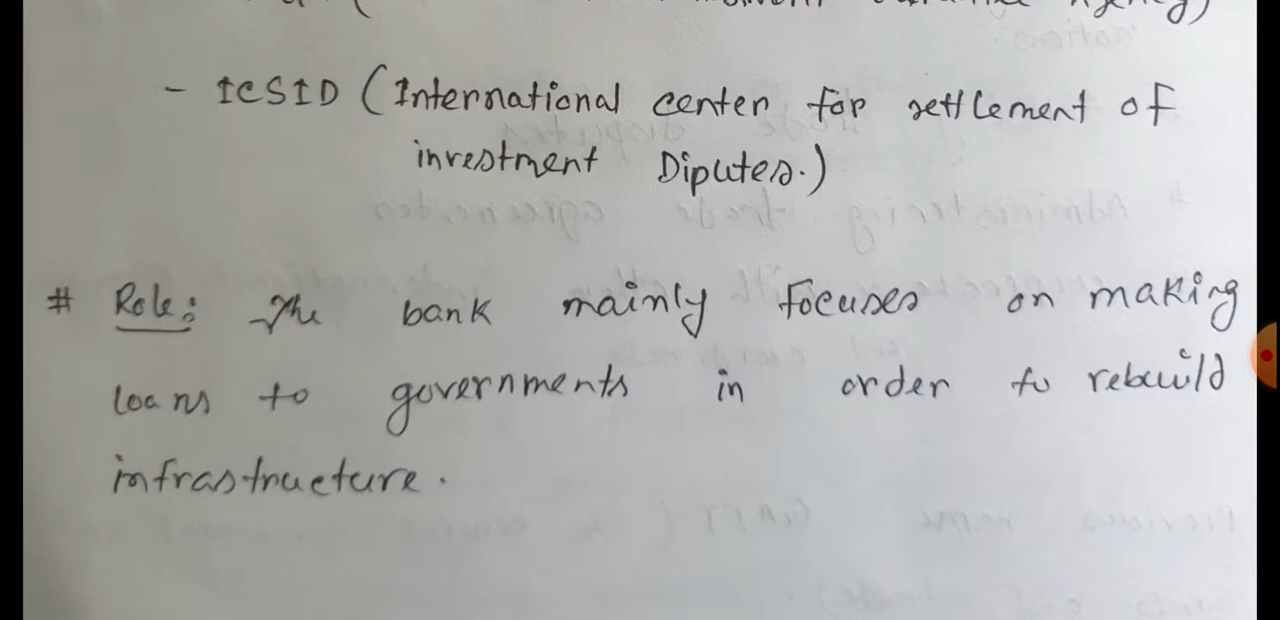 Agency)
- ICSID (International center for settlement of
investment Diputes.)
# Role: The bank mainly focuses on making
loans to governments in order to rebuild
infrastructure.